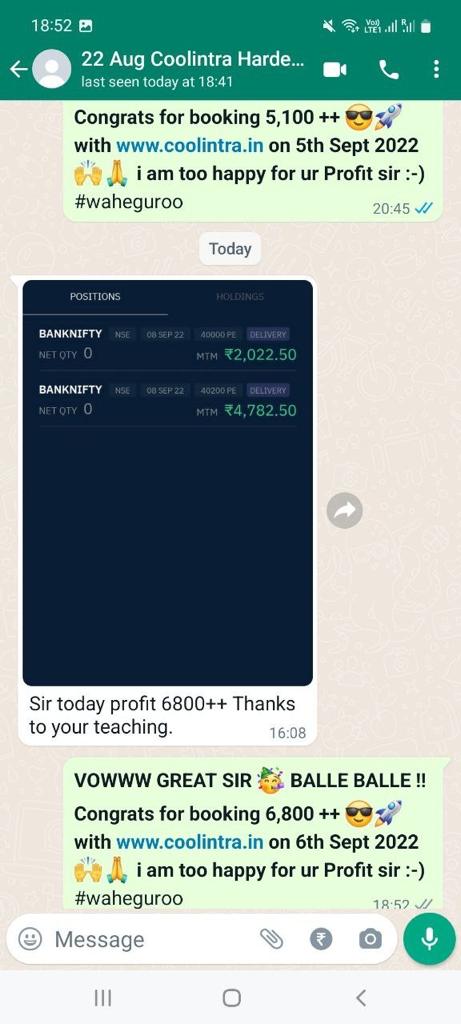 18:52
Vo))
LTE1
R
22 Aug Coolintra Harde...
last seen today at 18:41
Congrats for booking 5,100 ++ 😎🚀
with www.coolintra.in on 5th Sept 2022
🙌🙏 i am too happy for ur Profit sir :-)
#waheguroo
20:45
Today
POSITIONS HOLDINGS
BANKNIFTY NSE 08 SEP 22 40000 PE DELIVERY
NET QTY 0 MTM ₹2,022.50
BANKNIFTY NSE 08 SEP 22 40200 PE DELIVERY
NET QTY 0 MTM ₹4,782.50
Sir today profit 6800++ Thanks
to your teaching.
16:08
VOWWW GREAT SIR 🥳 BALLE BALLE !!
Congrats for booking 6,800 ++ 😎🚀
with www.coolintra.in on 6th Sept 2022
🙌🙏 i am too happy for ur Profit sir :-)
#waheguroo
18:52
Message